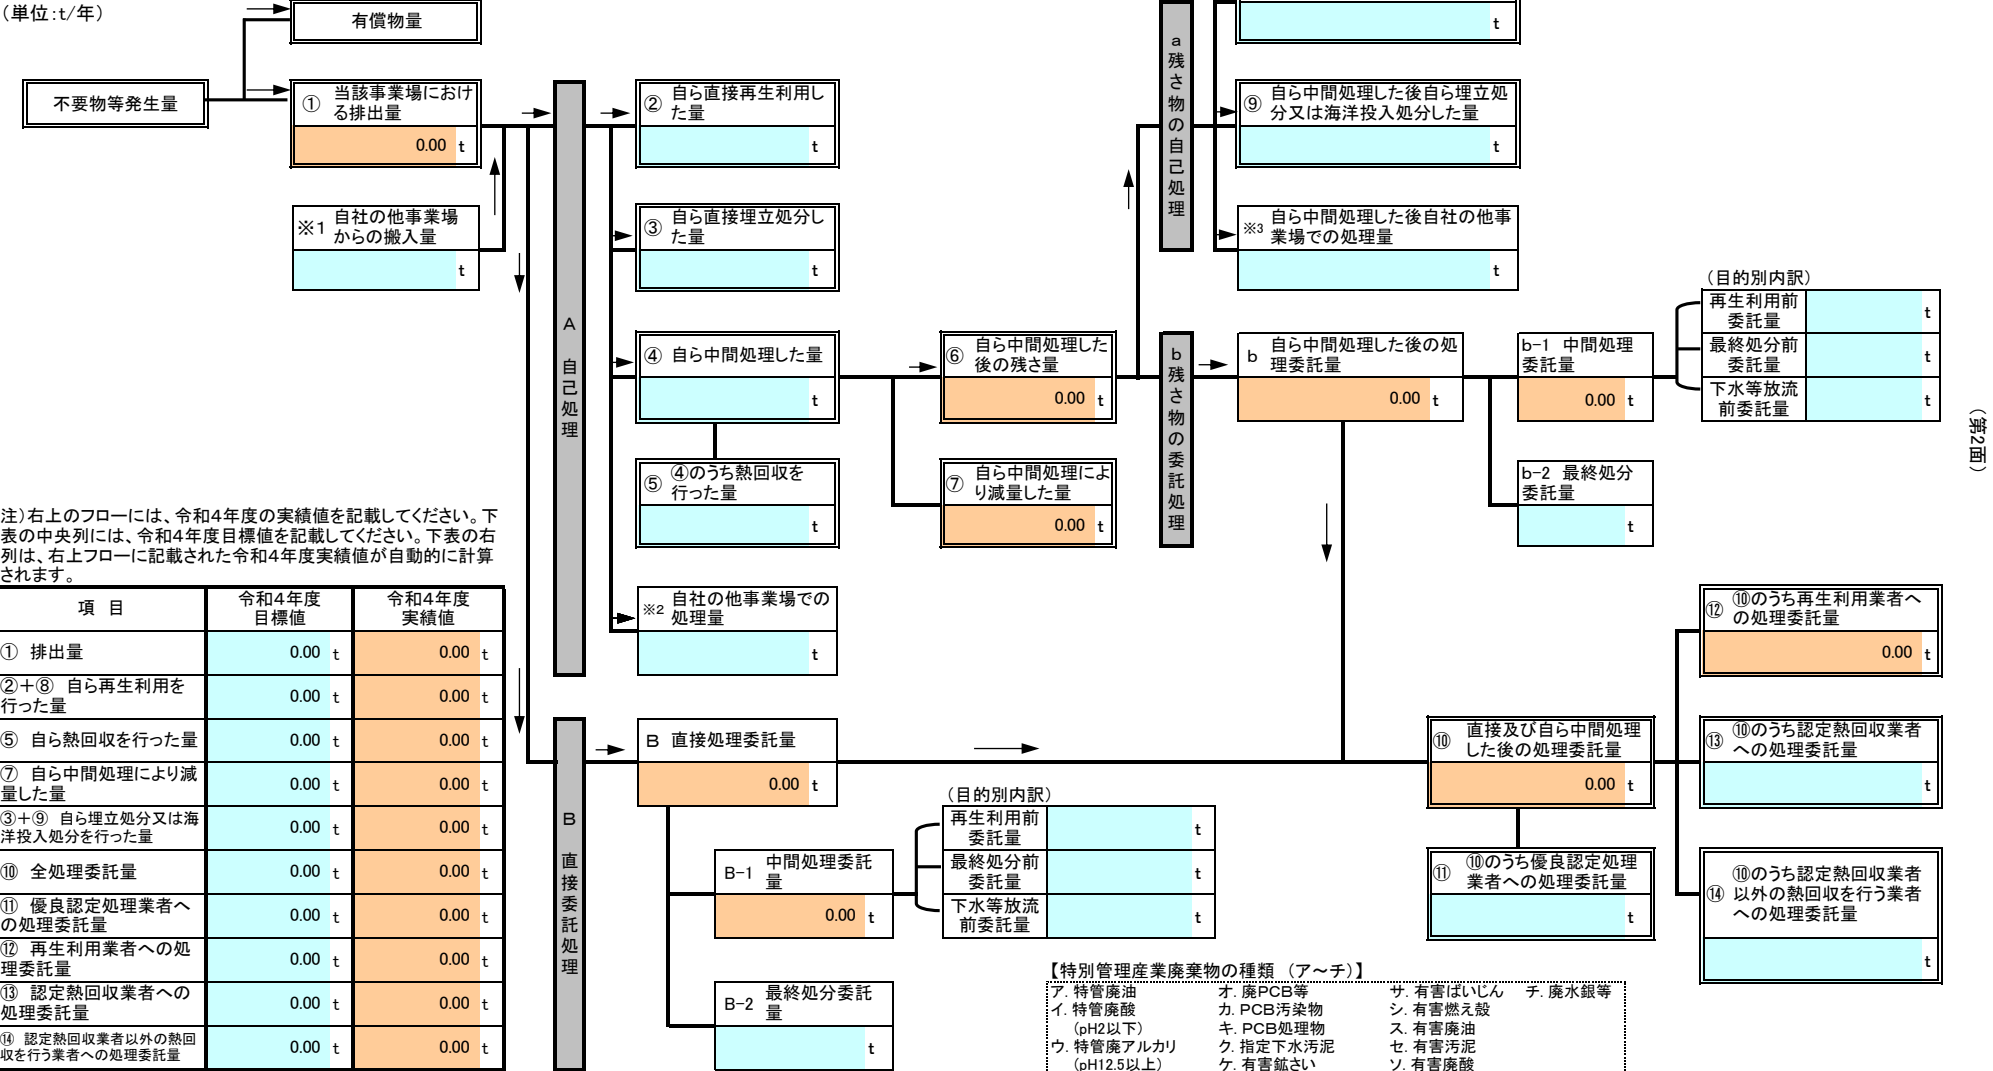 （単位:t/年）
有償物量
不要物等発生量
① 当該事業場におけ
る排出量
0.00 t
※1 自社の他事業場
からの搬入量
t
A 自己処理
② 自ら直接再生利用し
た量
t
③ 自ら直接埋立処分し
た量
t
④ 自ら中間処理した量
t
⑤ ④のうち熱回収を
行った量
t
※2 自社の他事業場での
処理量
t
⑥ 自ら中間処理した
後の残さ量
0.00 t
⑦ 自ら中間処理によ
り減量した量
0.00 t
a 残さ物の自己処理
t
⑨ 自ら中間処理した後自ら埋立処
分又は海洋投入処分した量
t
※3 自ら中間処理した後自社の他事
業場での処理量
t
b 残さ物の委託処理
b 自ら中間処理した後の処
理委託量
0.00 t
b-1 中間処理
委託量
0.00 t
b-2 最終処分
委託量
t
（目的別内訳）
再生利用前
委託量
t
最終処分前
委託量
t
下水等放流
前委託量
t
（第2面）
注）右上のフローには、令和4年度の実績値を記載してください。下
表の中央列には、令和4年度目標値を記載してください。下表の右
列は、右上フローに記載された令和4年度実績値が自動的に計算
されます。
項 目
令和4年度
目標値
令和4年度
実績値
① 排出量
0.00 t 0.00 t
②＋⑧ 自ら再生利用を
行った量
0.00 t 0.00 t
⑤ 自ら熱回収を行った量
0.00 t 0.00 t
⑦ 自ら中間処理により減
量した量
0.00 t 0.00 t
③＋⑨ 自ら埋立処分又は海
洋投入処分を行った量
0.00 t 0.00 t
⑩ 全処理委託量
0.00 t 0.00 t
⑪ 優良認定処理業者へ
の処理委託量
0.00 t 0.00 t
⑫ 再生利用業者への処
理委託量
0.00 t 0.00 t
⑬ 認定熱回収業者への
処理委託量
0.00 t 0.00 t
⑭ 認定熱回収業者以外の熱回
収を行う業者への処理委託量
0.00 t 0.00 t
B 直接委託処理
B 直接処理委託量
0.00 t
B-1 中間処理委託
量
0.00 t
B-2 最終処分委託
量
t
（目的別内訳）
再生利用前
委託量
t
最終処分前
委託量
t
下水等放流
前委託量
t
⑩ 直接及び自ら中間処理
した後の処理委託量
0.00 t
⑪ ⑩のうち優良認定処理
業者への処理委託量
t
⑫ ⑩のうち再生利用業者へ
の処理委託量
0.00 t
⑬ ⑩のうち認定熱回収業者
への処理委託量
t
⑭ ⑩のうち認定熱回収業者
以外の熱回収を行う業者
への処理委託量
t
【特別管理産業廃棄物の種類 （ア～チ）】
ア. 特管廃油 オ. 廃PCB等 サ. 有害ばいじん チ. 廃水銀等
イ. 特管廃酸 カ. PCB汚染物 シ. 有害燃え殻
（pH2以下） キ. PCB処理物 ス. 有害廃油
ウ. 特管廃アルカリ ク. 指定下水汚泥 セ. 有害汚泥
（pH12.5以上） ケ. 有害鉱さい ソ. 有害廃酸